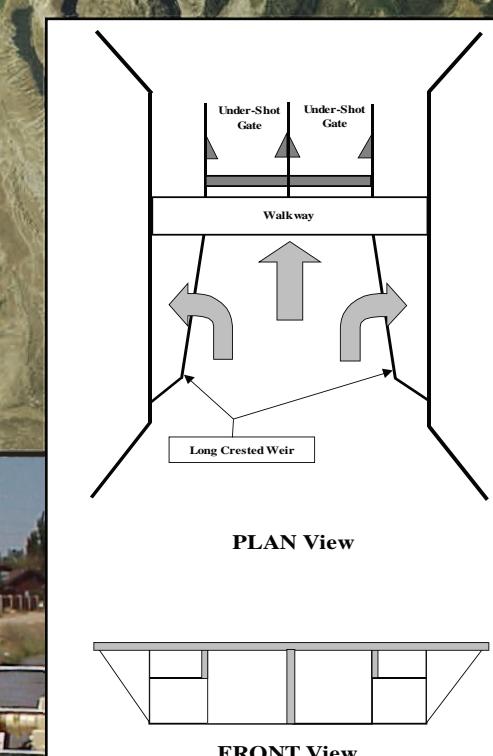 Under-Shot
Gate
Under-Shot
Gate
Walkway
Long Crested Weir
PLAN View
FRONT View